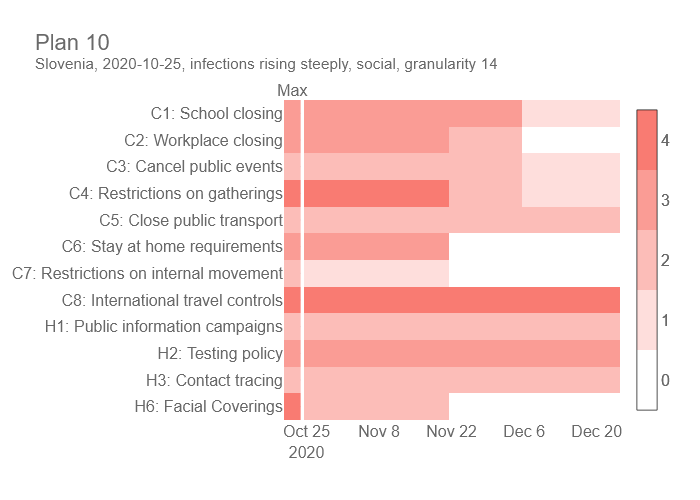 Plan 10
Slovenia, 2020-10-25, infections rising steeply, social, granularity 14
Max
C1: School closing
C2: Workplace closing
C3: Cancel public events
C4: Restrictions on gatherings
C5: Close public transport
C6: Stay at home requirements
C7: Restrictions on internal movement
C8: International travel controls
H1: Public information campaigns
H2: Testing policy
H3: Contact tracing
H6: Facial Coverings
4
3
2
1
0
Oct 25 Nov 8 Nov 22 Dec 6 Dec 20
2020